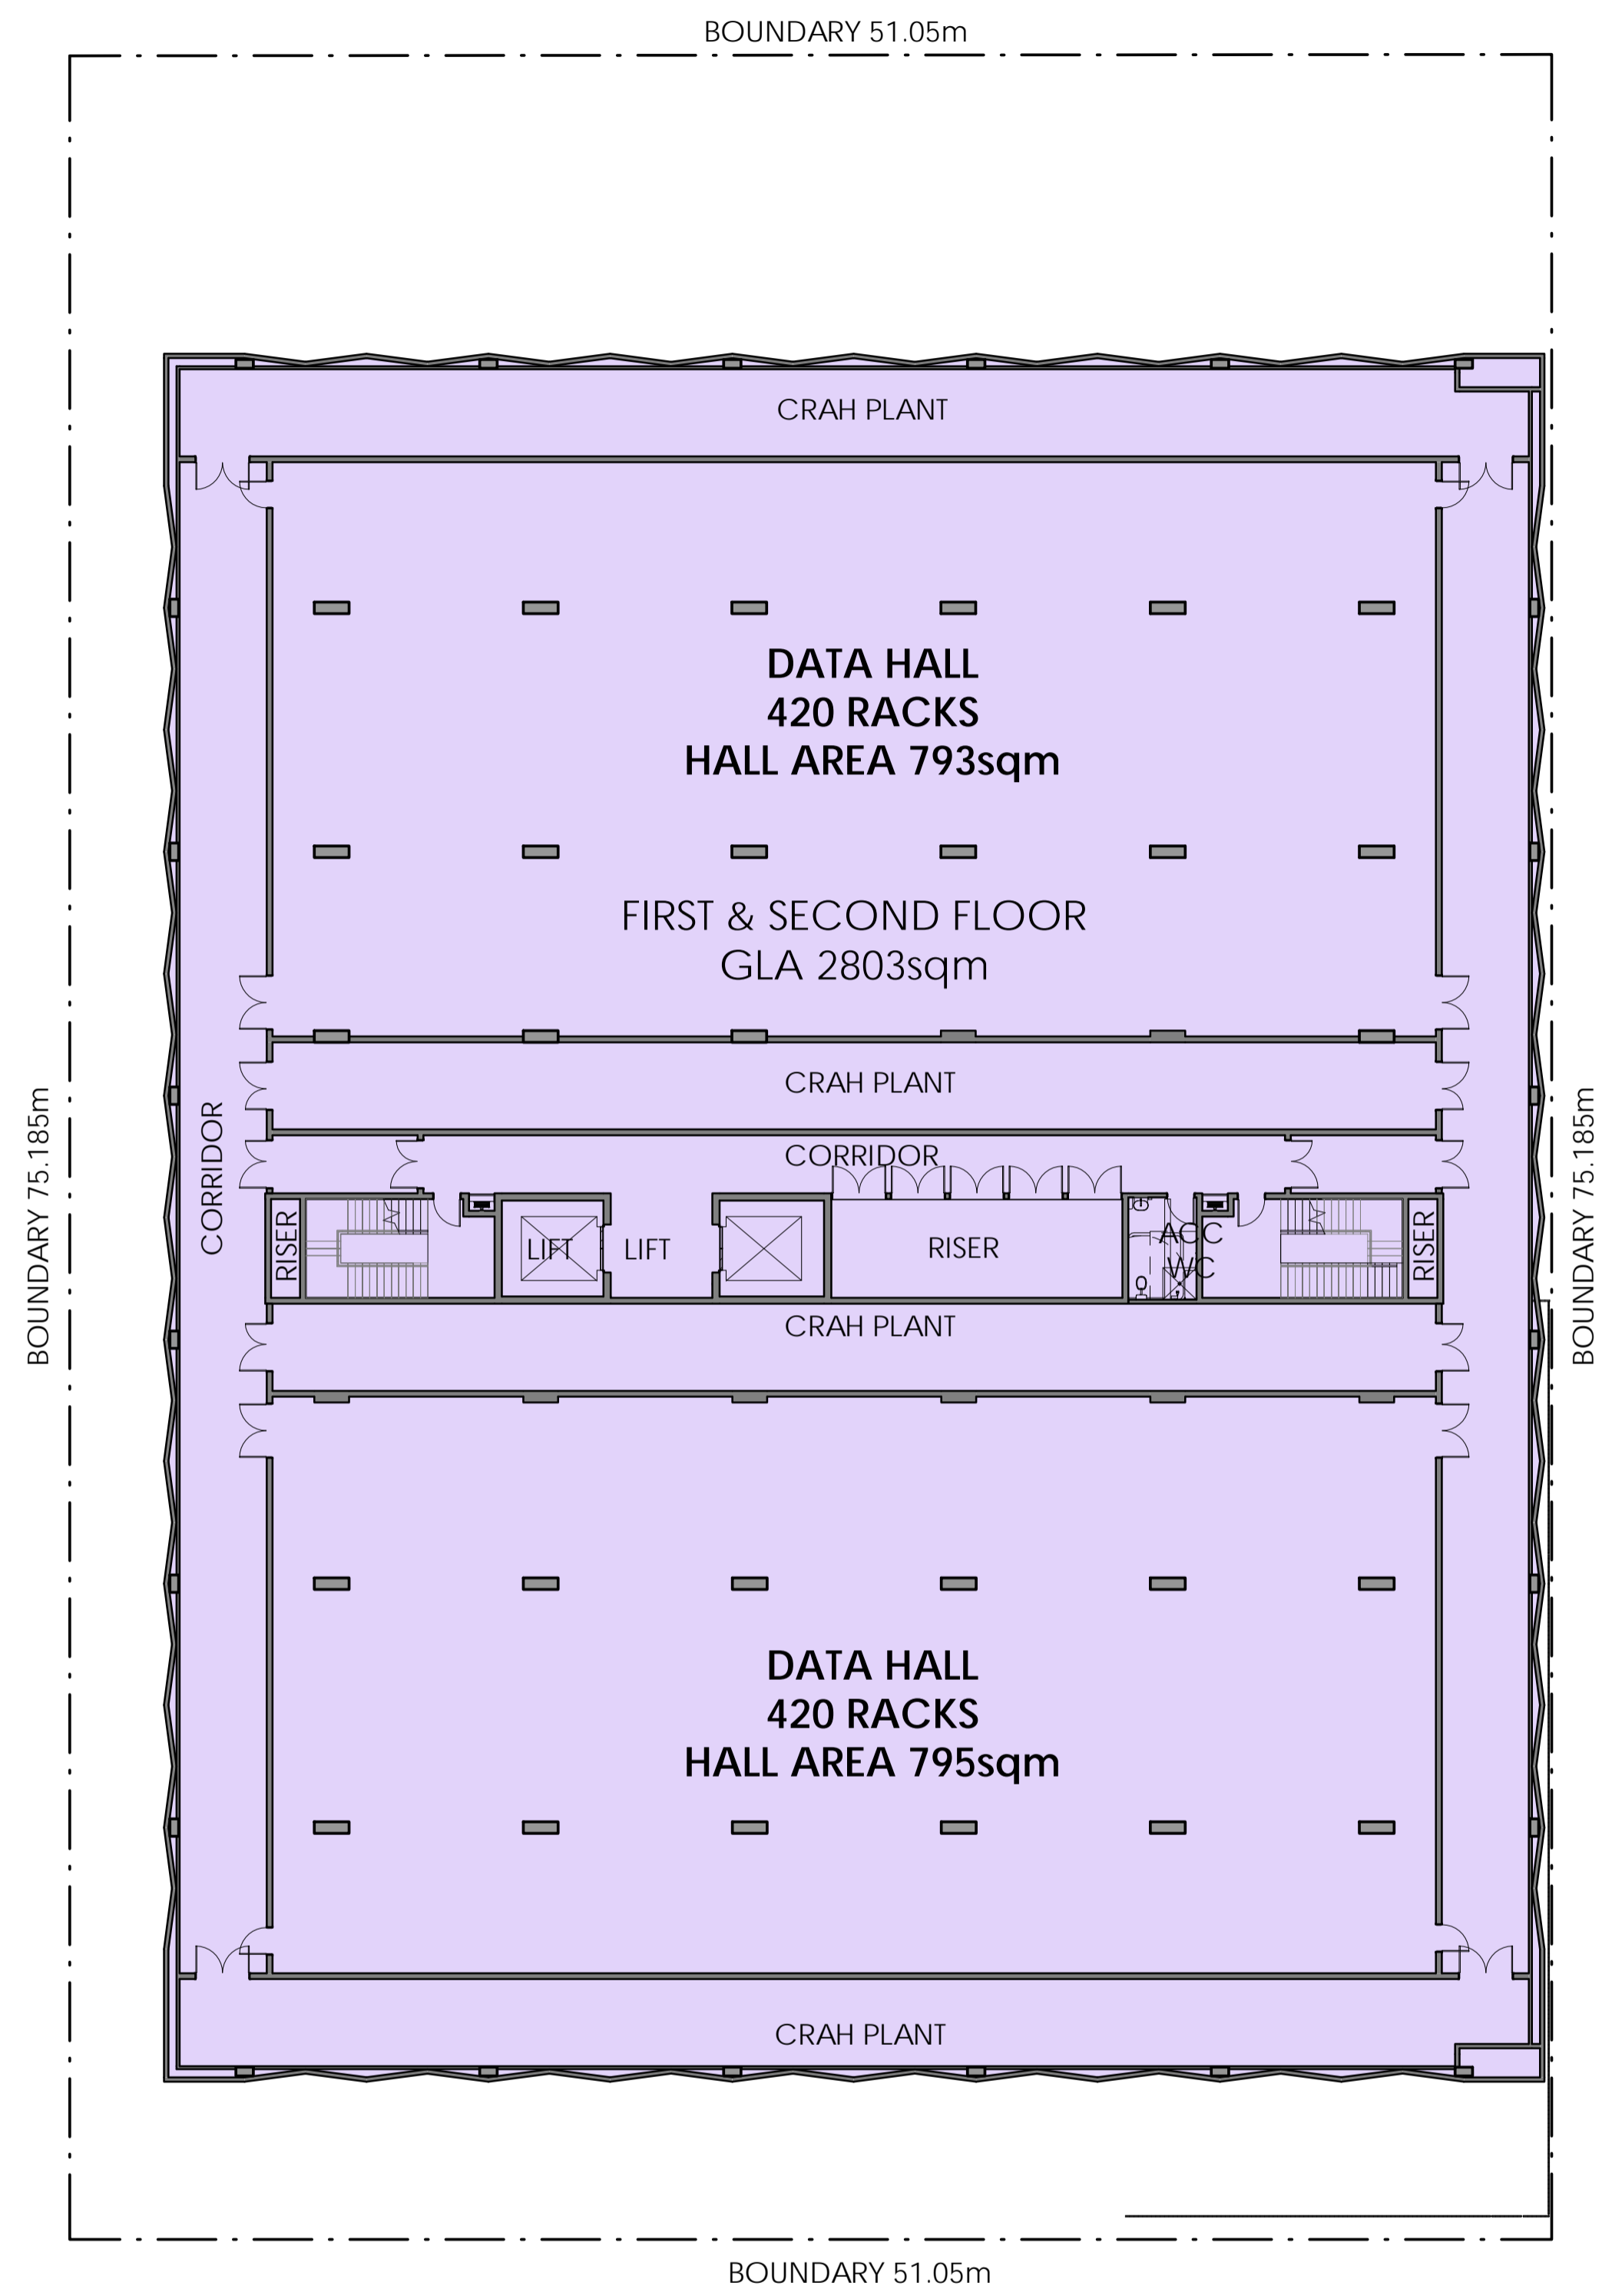 BOUNDARY 51.05m
CRAH PLANT
DATA HALL
420 RACKS
HALL AREA 793sqm
FIRST & SECOND FLOOR
GLA 2803sqm
CRAH PLANT
BOUNDARY 75.185m
CORRIDOR
CORRIDOR
BOUNDARY 75.185m
RISER
LIFT
LIFT
RISER
ACC
WC
RISER
CRAH PLANT
DATA HALL
420 RACKS
HALL AREA 795sqm
CRAH PLANT
BOUNDARY 51.05m